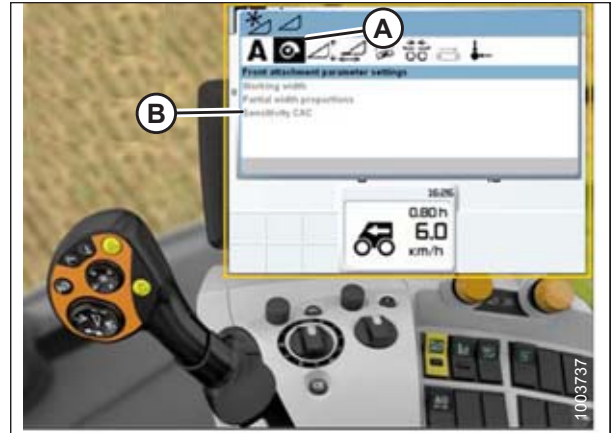 A
A
Front attachment parameter settings
Working width
Partial width proportions
B
Sensitivity CAC
16:26
0.80 h
6.0
km/h
1003737